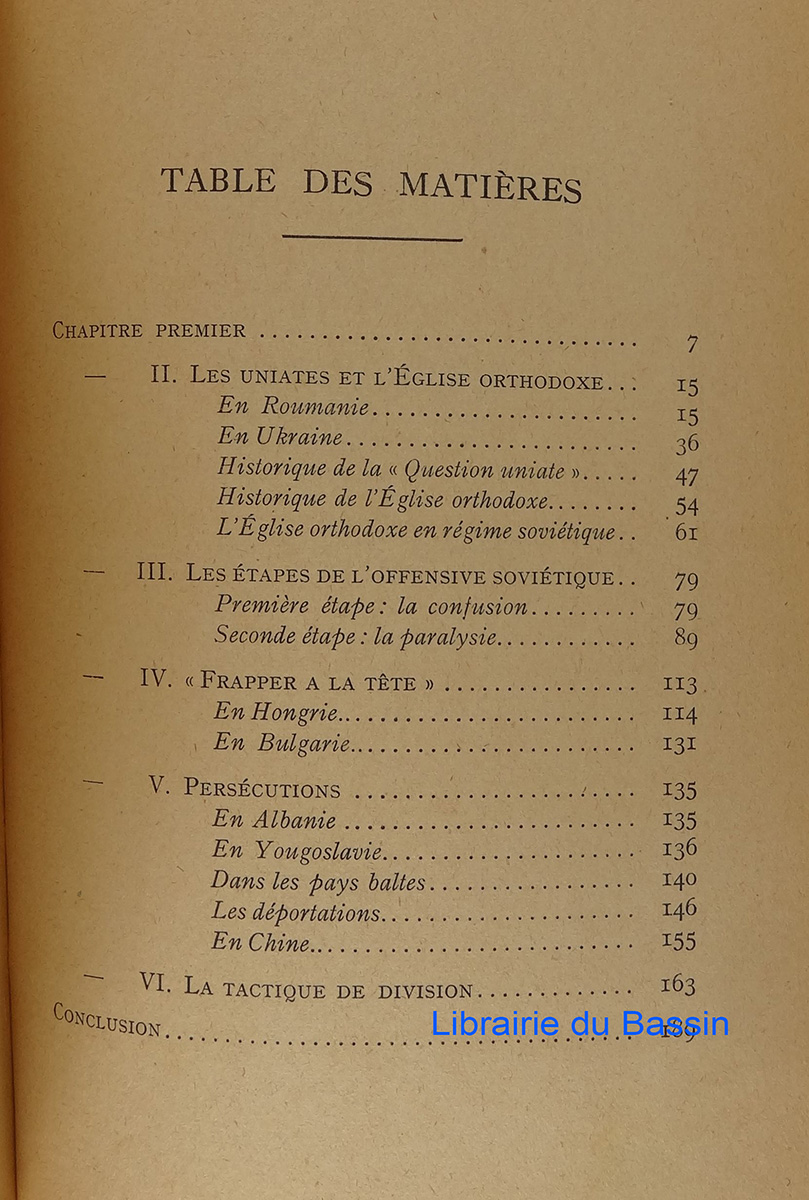 TABLE DES MATIÈRES
CHAPITRE PREMIER ................................ 7
— II. LES UNIATES ET L'ÉGLISE ORTHODOXE... 15
En Roumanie...................... 15
En Ukraine........................ 36
Historique de la « Question uniate »..... 47
Historique de l'Église orthodoxe........ 54
L'Église orthodoxe en régime soviétique.. 61
— III. LES ÉTAPES DE L'OFFENSIVE SOVIÉTIQUE.. 79
Première étape : la confusion......... 79
Seconde étape : la paralysie............ 89
— IV. « FRAPPER A LA TÊTE » ................ 113
En Hongrie........................ 114
En Bulgarie....................... 131
— V. PERSÉCUTIONS ....................... 135
En Albanie ........................ 135
En Yougoslavie..................... 136
Dans les pays baltes................. 140
Les déportations..................... 146
En Chine.......................... 155
— VI. LA TACTIQUE DE DIVISION............. 163
CONCLUSION...................................... 189
Librairie du Bassin